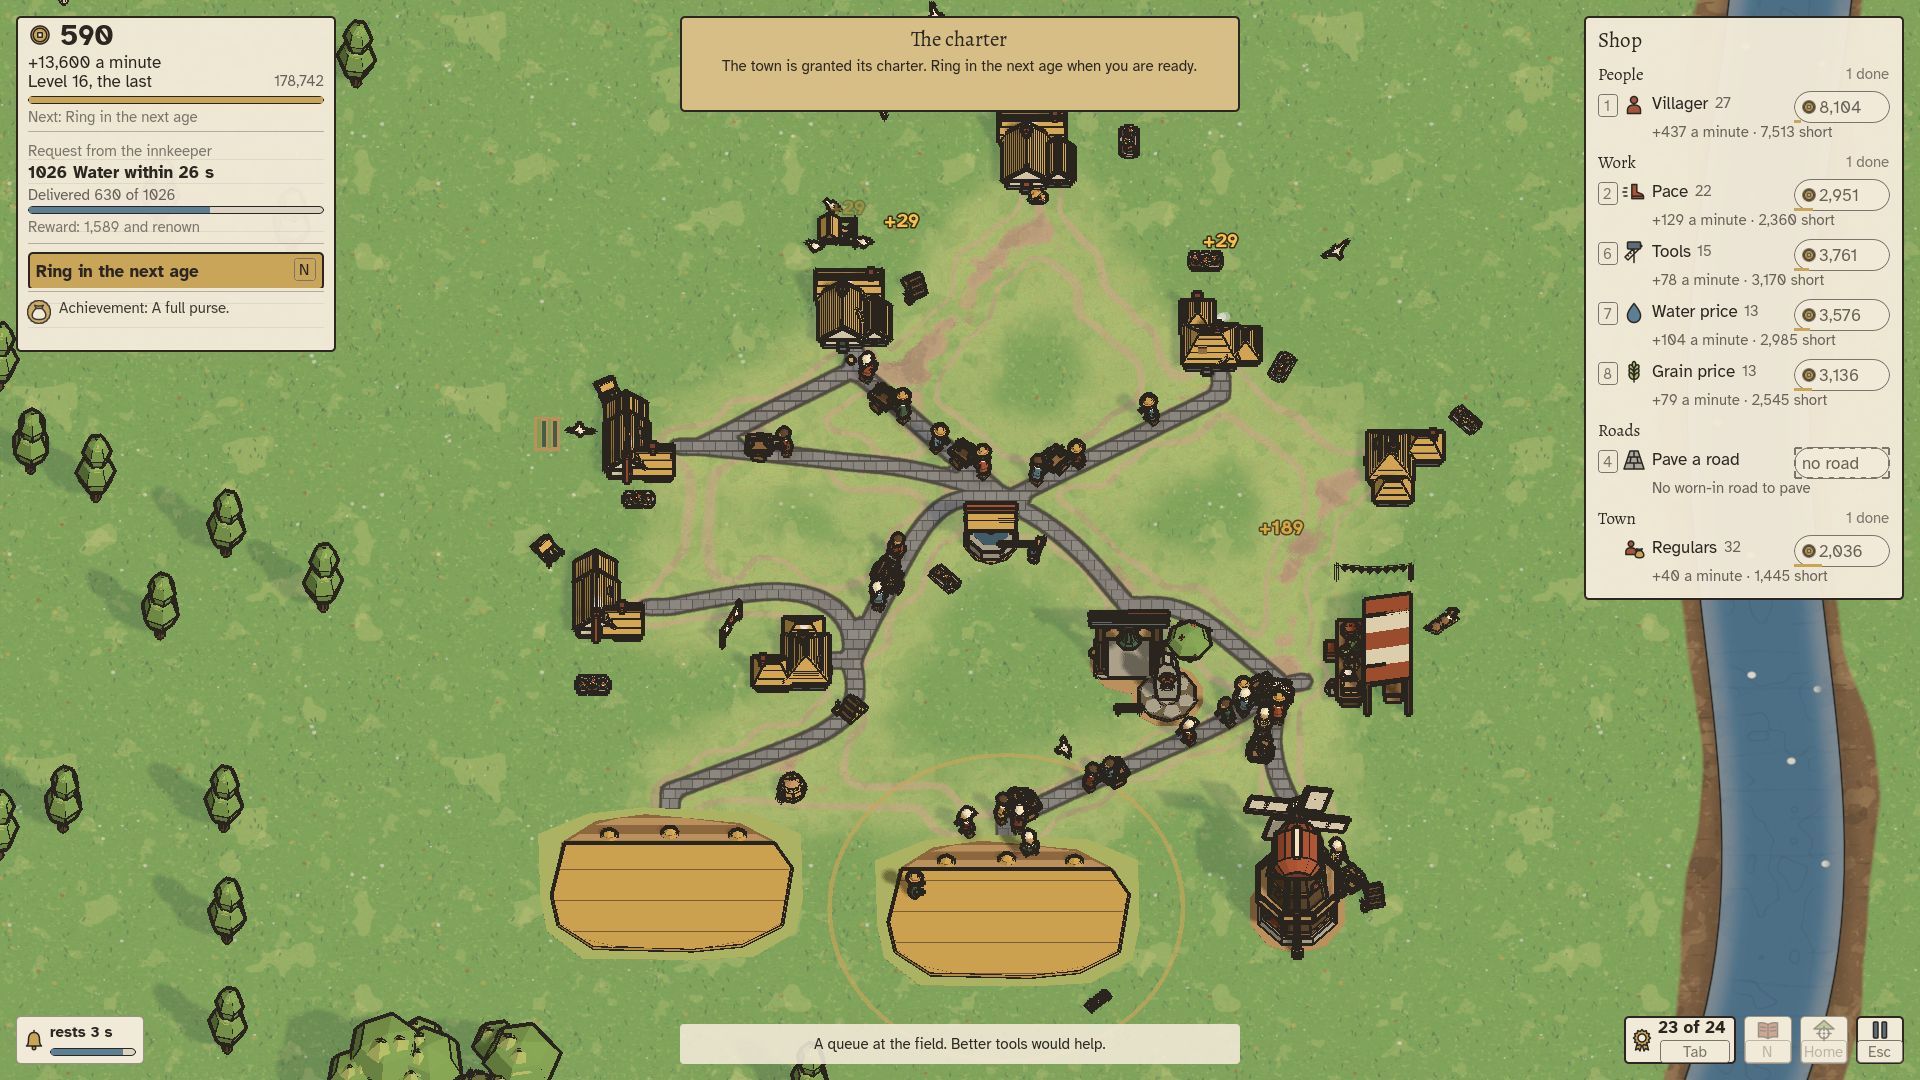 590
+13,600 a minute
Level 16, the last 178,742
Next: Ring in the next age
Request from the innkeeper
1026 Water within 26 s
Delivered 630 of 1026
Reward: 1,589 and renown
Ring in the next age N
Achievement: A full purse.
The charter
The town is granted its charter. Ring in the next age when you are ready.
29
+29
+29
+189
Shop
People 1 done
1 Villager 27 8,104
+437 a minute · 7,513 short
Work 1 done
2 Pace 22 2,951
+129 a minute · 2,360 short
6 Tools 15 3,761
+78 a minute · 3,170 short
7 Water price 13 3,576
+104 a minute · 2,985 short
8 Grain price 13 3,136
+79 a minute · 2,545 short
Roads
4 Pave a road no road
No worn-in road to pave
Town 1 done
Regulars 32 2,036
+40 a minute · 1,445 short
rests 3 s
A queue at the field. Better tools would help.
23 of 24
Tab
N
Home
Esc